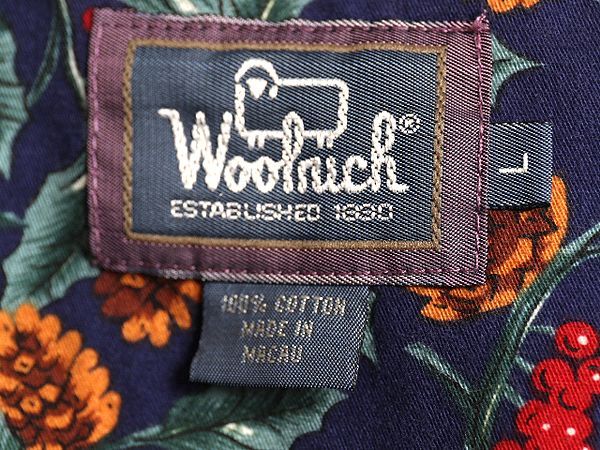 Woolrich®
ESTABLISHED 1830
L
100% COTTON
MADE IN
MACAU